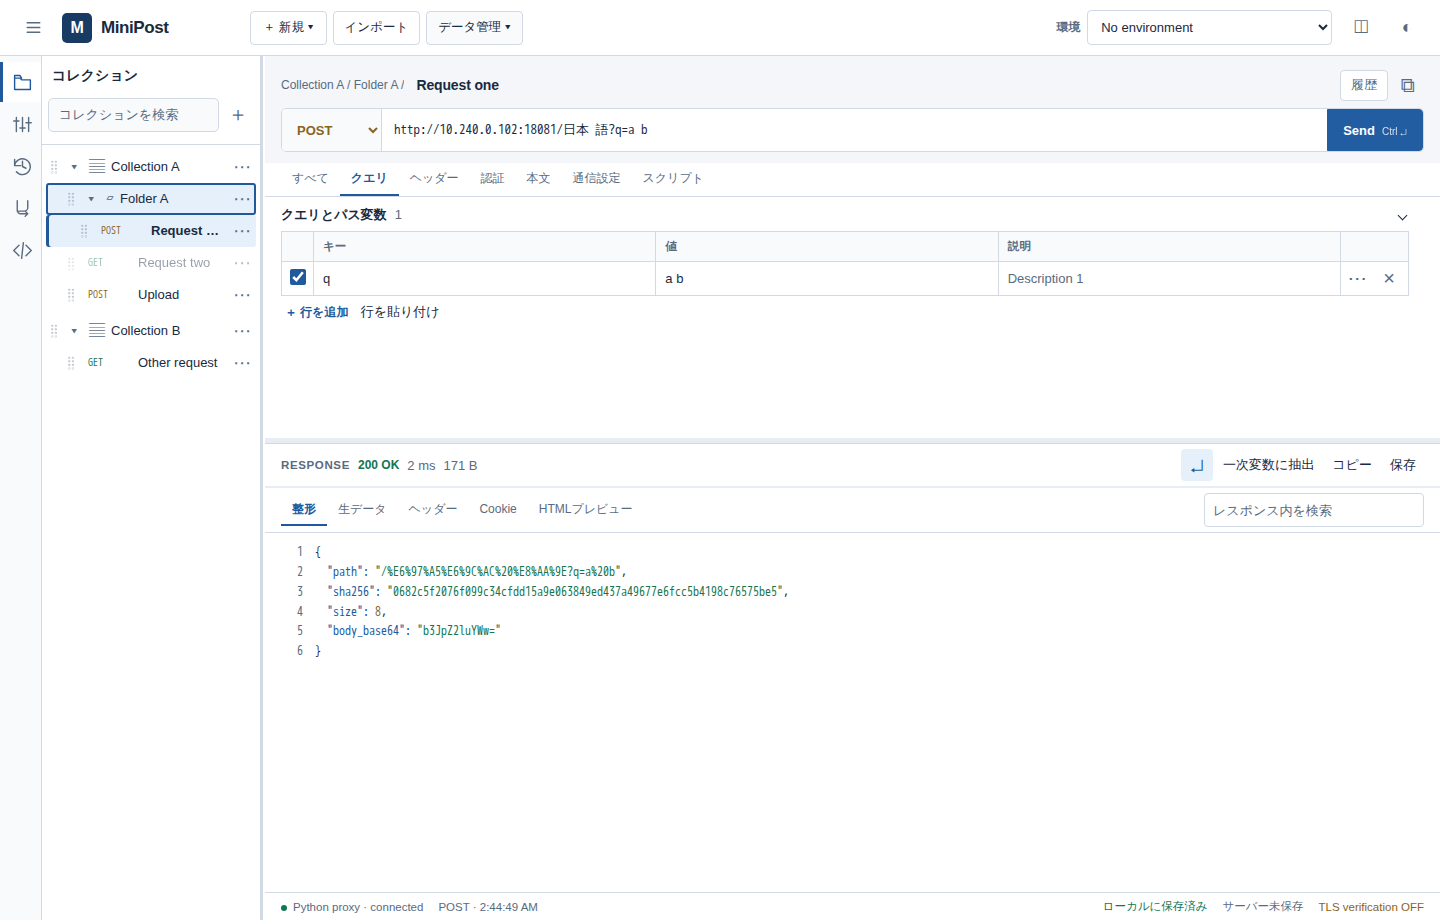 M MiniPost ＋ 新規 ▾ インポート データ管理 ▾ 環境 No environment
コレクション
コレクションを検索 ＋
Collection A ···
Folder A ···
POST Request … ···
GET Request two ···
POST Upload ···
Collection B ···
GET Other request ···
Collection A / Folder A / Request one 履歴
POST http://10.240.0.102:18081/日本 語?q=a b Send Ctrl ⏎
すべて クエリ ヘッダー 認証 本文 通信設定 スクリプト
クエリとパス変数 1
キー 値 説明
q a b Description 1 ··· ✕
＋ 行を追加 行を貼り付け
RESPONSE 200 OK 2 ms 171 B 一次変数に抽出 コピー 保存
整形 生データ ヘッダー Cookie HTMLプレビュー レスポンス内を検索
1 {
2 "path": "/%E6%97%A5%E6%9C%AC%20%E8%AA%9E?q=a%20b",
3 "sha256": "0682c5f2076f099c34cfdd15a9e063849ed437a49677e6fcc5b4198c76575be5",
4 "size": 8,
5 "body_base64": "b3JpZ2luYWw="
6 }
Python proxy · connected POST · 2:44:49 AM ローカルに保存済み サーバー未保存 TLS verification OFF